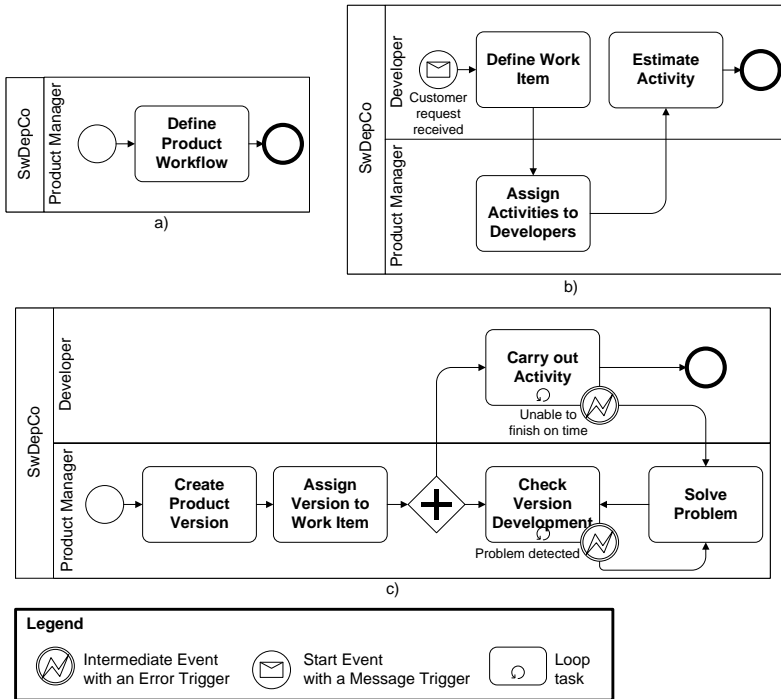 SwDepCo
Product Manager
Define
Product
Workflow
a)
SwDepCo
Developer
Customer
request
received
Define Work
Item
Estimate
Activity
Product Manager
Assign
Activities to
Developers
b)
SwDepCo
Developer
Carry out
Activity
Unable to
finish on time
Product Manager
Create
Product
Version
Assign
Version to
Work Item
Check
Version
Development
Problem detected
Solve
Problem
c)
Legend
Intermediate Event
with an Error Trigger
Start Event
with a Message Trigger
Loop
task